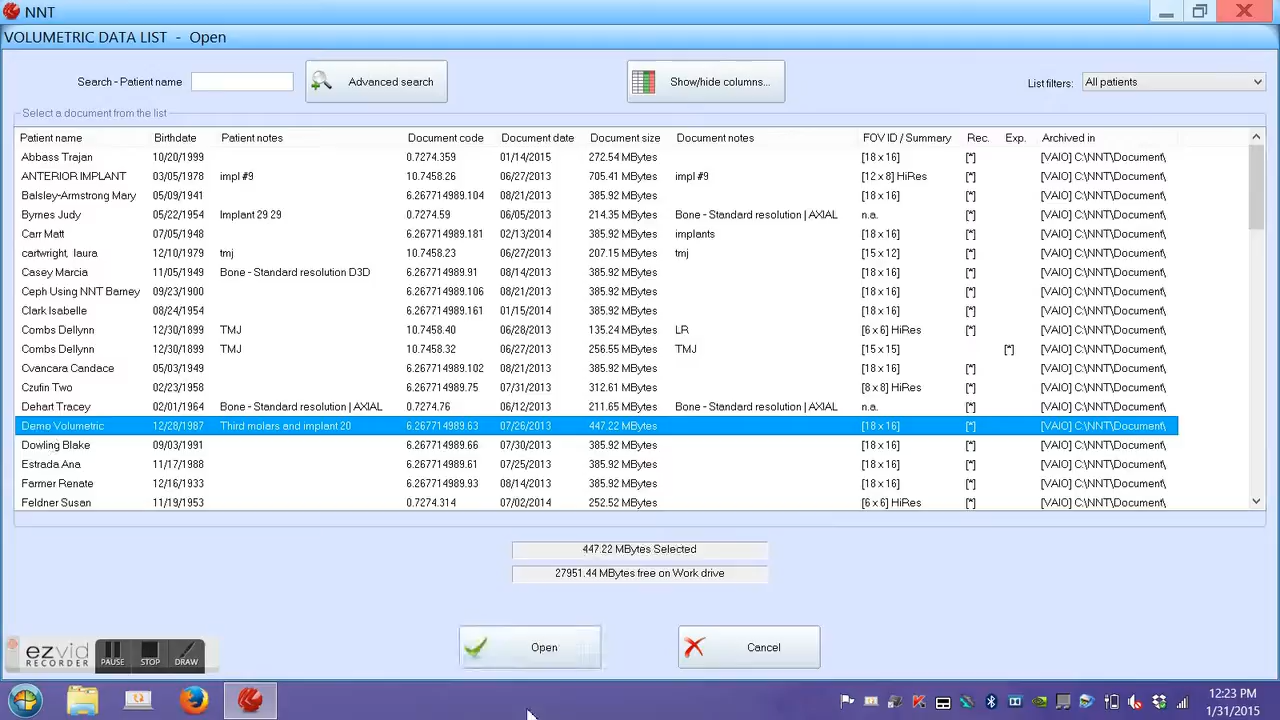 NNT
VOLUMETRIC DATA LIST - Open
Search - Patient name Advanced search Show/hide columns... List filters: All patients
Select a document from the list
Patient name Birthdate Patient notes Document code Document date Document size Document notes FOV ID / Summary Rec. Exp. Archived in
Abbass Trajan 10/20/1999 0.7274.359 01/14/2015 272.54 MBytes [18 x 16] [*] [VAIO] C:\NNT\Document\
ANTERIOR IMPLANT 03/05/1978 impl #9 10.7458.26 06/27/2013 705.41 MBytes impl #9 [12 x 8] HiRes [*] [VAIO] C:\NNT\Document\
Balsley-Armstrong Mary 05/09/1941 6.267714989.104 08/21/2013 385.92 MBytes [18 x 16] [*] [VAIO] C:\NNT\Document\
Byrnes Judy 05/22/1954 Implant 29 29 0.7274.59 06/05/2013 214.35 MBytes Bone - Standard resolution | AXIAL n.a. [*] [VAIO] C:\NNT\Document\
Carr Matt 07/05/1948 6.267714989.181 02/13/2014 385.92 MBytes implants [18 x 16] [*] [VAIO] C:\NNT\Document\
cartwright, laura 12/10/1979 tmj 10.7458.23 06/27/2013 207.15 MBytes tmj [15 x 12] [*] [VAIO] C:\NNT\Document\
Casey Marcia 11/05/1949 Bone - Standard resolution D3D 6.267714989.91 08/14/2013 385.92 MBytes [18 x 16] [*] [VAIO] C:\NNT\Document\
Ceph Using NNT Barney 09/23/1900 6.267714989.106 08/21/2013 385.92 MBytes [18 x 16] [*] [VAIO] C:\NNT\Document\
Clark Isabelle 08/24/1954 6.267714989.161 01/15/2014 385.92 MBytes [18 x 16] [*] [VAIO] C:\NNT\Document\
Combs Dellynn 12/30/1899 TMJ 10.7458.40 06/28/2013 135.24 MBytes LR [6 x 6] HiRes [*] [VAIO] C:\NNT\Document\
Combs Dellynn 12/30/1899 TMJ 10.7458.32 06/27/2013 256.55 MBytes TMJ [15 x 15] [*] [VAIO] C:\NNT\Document\
Cvancara Candace 05/03/1949 6.267714989.102 08/21/2013 385.92 MBytes [18 x 16] [*] [VAIO] C:\NNT\Document\
Czufin Two 02/23/1958 6.267714989.75 07/31/2013 312.61 MBytes [8 x 8] HiRes [*] [VAIO] C:\NNT\Document\
Dehart Tracey 02/01/1964 Bone - Standard resolution | AXIAL 0.7274.76 06/12/2013 211.65 MBytes Bone - Standard resolution | AXIAL n.a. [*] [VAIO] C:\NNT\Document\
Demo Volumetric 12/28/1987 Third molars and implant 20 6.267714989.63 07/26/2013 447.22 MBytes [18 x 16] [*] [VAIO] C:\NNT\Document\
Dowling Blake 09/03/1991 6.267714989.66 07/30/2013 385.92 MBytes [18 x 16] [*] [VAIO] C:\NNT\Document\
Estrada Ana 11/17/1988 6.267714989.61 07/25/2013 385.92 MBytes [18 x 16] [*] [VAIO] C:\NNT\Document\
Farmer Renate 12/16/1933 6.267714989.93 08/14/2013 385.92 MBytes [18 x 16] [*] [VAIO] C:\NNT\Document\
Feldner Susan 11/19/1953 0.7274.314 07/02/2014 252.52 MBytes [6 x 6] HiRes [*] [VAIO] C:\NNT\Document\
447.22 MBytes Selected
27951.44 MBytes free on Work drive
Open Cancel
ezvid
RECORDER PAUSE STOP DRAW
12:23 PM
1/31/2015